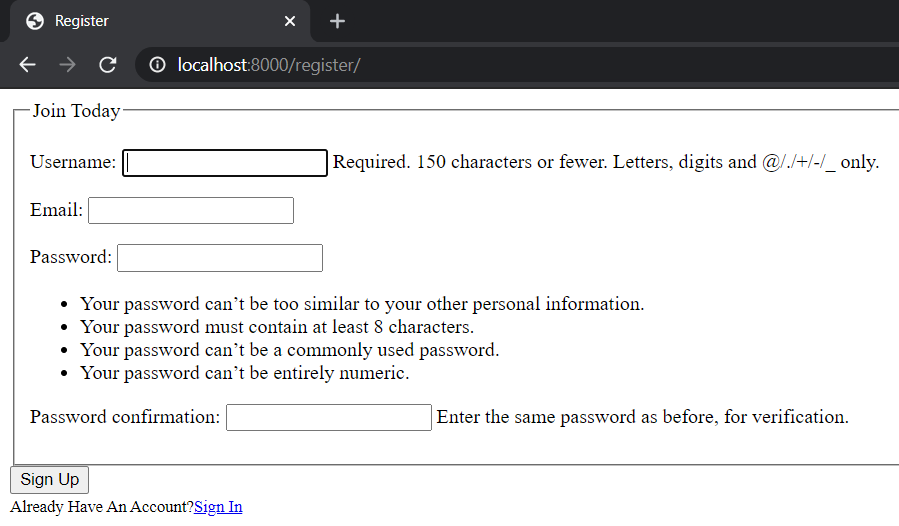 Register
localhost:8000/register/
Join Today
Username: Required. 150 characters or fewer. Letters, digits and @/./+/-/_ only.
Email:
Password:
• Your password can’t be too similar to your other personal information.
• Your password must contain at least 8 characters.
• Your password can’t be a commonly used password.
• Your password can’t be entirely numeric.
Password confirmation: Enter the same password as before, for verification.
Sign Up
Already Have An Account?Sign In